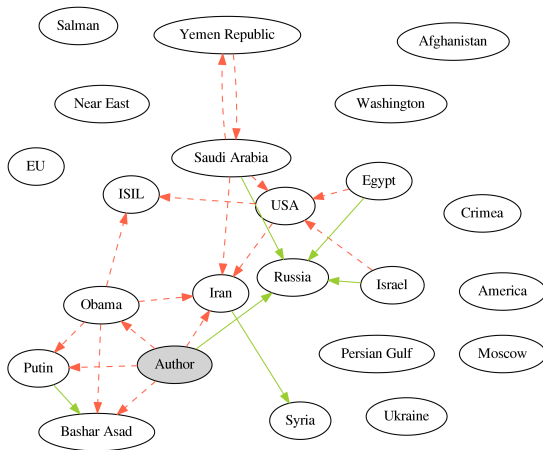 Salman
Yemen Republic
Afghanistan
Near East
Washington
Saudi Arabia
EU
ISIL
USA
Egypt
Crimea
Russia
Iran
Israel
America
Obama
Putin
Author
Persian Gulf
Moscow
Bashar Asad
Syria
Ukraine